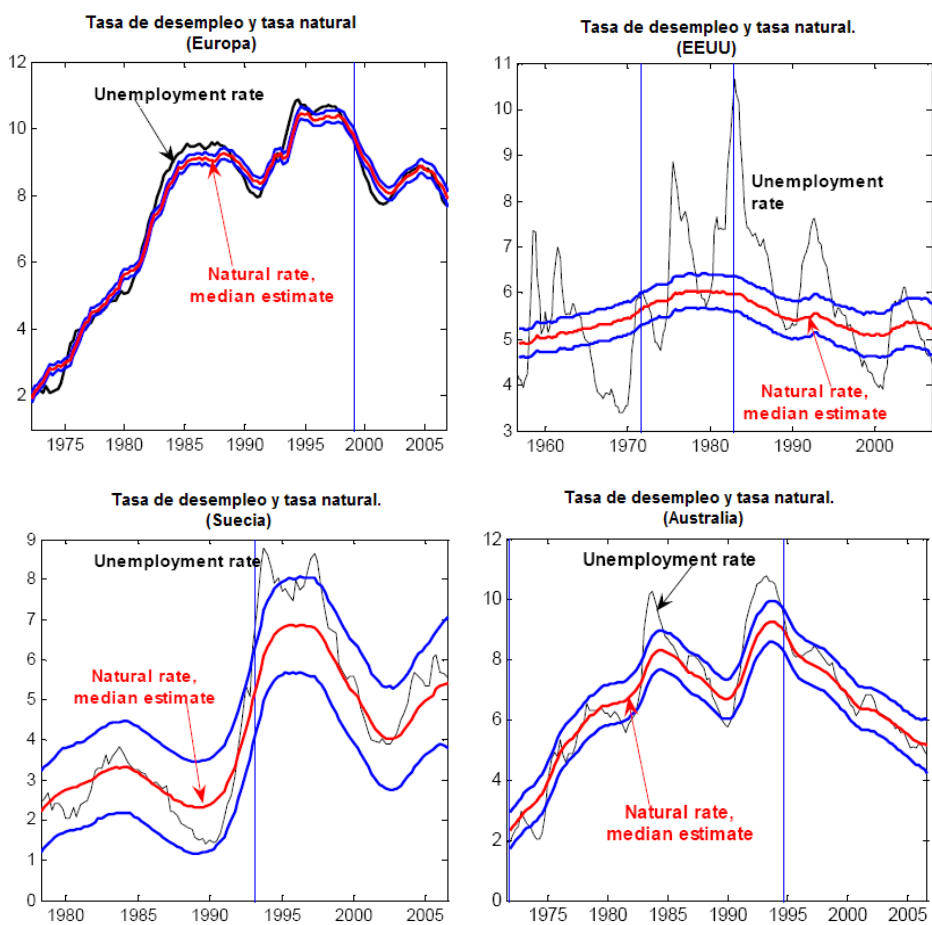 Tasa de desempleo y tasa natural
(Europa)
12
10
8
6
4
2
1975 1980 1985 1990 1995 2000 2005
Unemployment rate
Natural rate,
median estimate
Tasa de desempleo y tasa natural.
(EEUU)
11
10
9
8
7
6
5
4
3
1960 1970 1980 1990 2000
Unemployment
rate
Natural rate,
median estimate
Tasa de desempleo y tasa natural.
(Suecia)
9
8
7
6
5
4
3
2
1
0
1980 1985 1990 1995 2000 2005
Unemployment rate
Natural rate,
median estimate
Tasa de desempleo y tasa natural.
(Australia)
12
10
8
6
4
2
0
1975 1980 1985 1990 1995 2000 2005
Unemployment rate
Natural rate,
median estimate